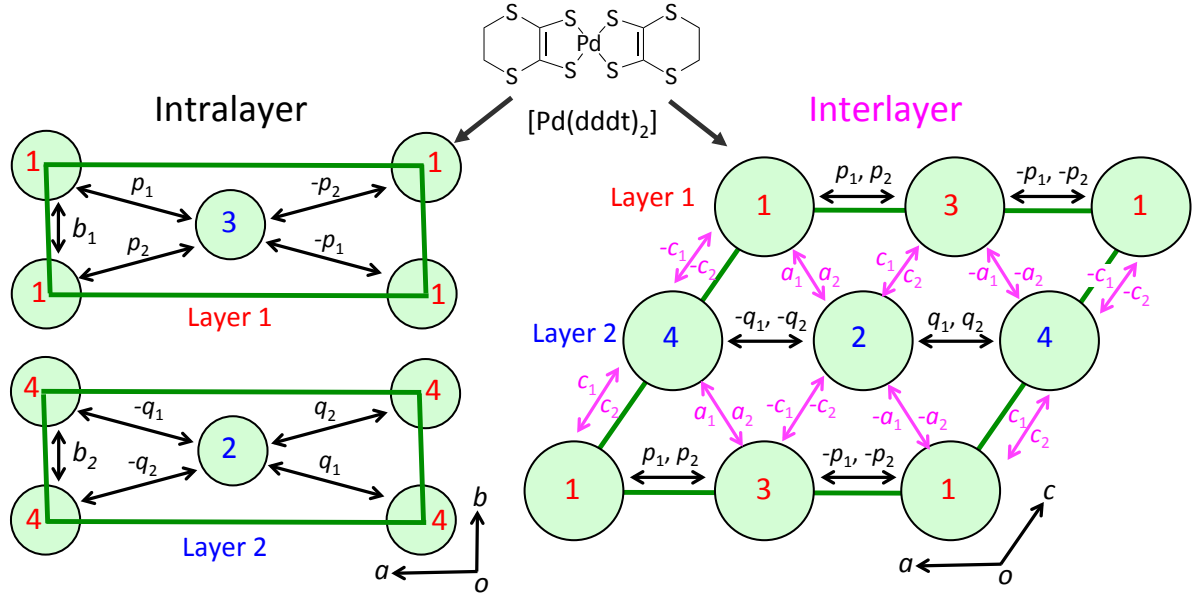 S S S S
Pd
S S S S
[Pd(dddt)₂]
Intralayer
Interlayer
1 1
p₁ -p₂
b₁ 3
p₂ -p₁
1 1
Layer 1
4 4
-q₁ q₂
b₂ 2
-q₂ q₁
4 4
Layer 2
b
a o
Layer 1
p₁, p₂ -p₁, -p₂
1 3 1
-c₁ -c₂ a₁ a₂ c₁ c₂ -a₁ -a₂ -c₁ -c₂
Layer 2
-q₁, -q₂ q₁, q₂
4 2 4
c₁ c₂ a₁ a₂ -c₁ -c₂ -a₁ -a₂ c₁ c₂
p₁, p₂ -p₁, -p₂
1 3 1
c
a o